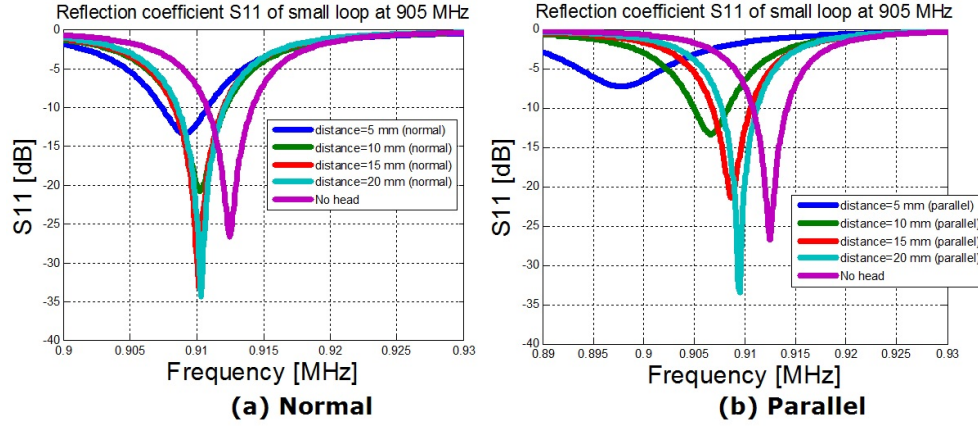 Reflection coefficient S11 of small loop at 905 MHz
0
-5
-10
-15
-20
-25
-30
-35
-40
S11 [dB]
distance=5 mm (normal)
distance=10 mm (normal)
distance=15 mm (normal)
distance=20 mm (normal)
No head
0.9 0.905 0.91 0.915 0.92 0.925 0.93
Frequency [MHz]
(a) Normal
Reflection coefficient S11 of small loop at 905 MHz
0
-5
-10
-15
-20
-25
-30
-35
-40
S11 [dB]
distance=5 mm (parallel)
distance=10 mm (parallel)
distance=15 mm (parallel)
distance=20 mm (parallel)
No head
0.89 0.895 0.9 0.905 0.91 0.915 0.92 0.925 0.93
Frequency [MHz]
(b) Parallel